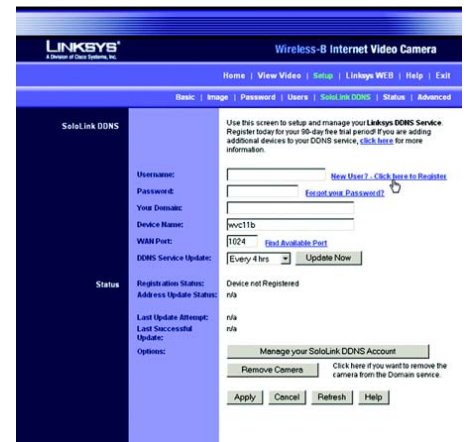 LINKSYS®
A Division of Cisco Systems, Inc.
Wireless-B Internet Video Camera
Home | View Video | Setup | Linksys WEB | Help | Exit
Basic | Image | Password | Users | SoloLink DDNS | Status | Advanced
SoloLink DDNS
Use this screen to setup and manage your Linksys DDNS Service.
Register today for your 90-day free trial period! If you are adding
additional devices to your DDNS service, click here for more
information.
Username:
New User? - Click here to Register
Password:
Forget your Password?
Your Domain:
Device Name:
wvc11b
WAN Port:
1024
Find Available Port
DDNS Service Update:
Every 4 hrs
Update Now
Status
Registration Status:
Device not Registered
Address Update Status:
n/a
Last Update Attempt:
n/a
Last Successful
Update:
n/a
Options:
Manage your SoloLink DDNS Account
Remove Camera
Click here if you want to remove the
camera from the Domain service.
Apply
Cancel
Refresh
Help